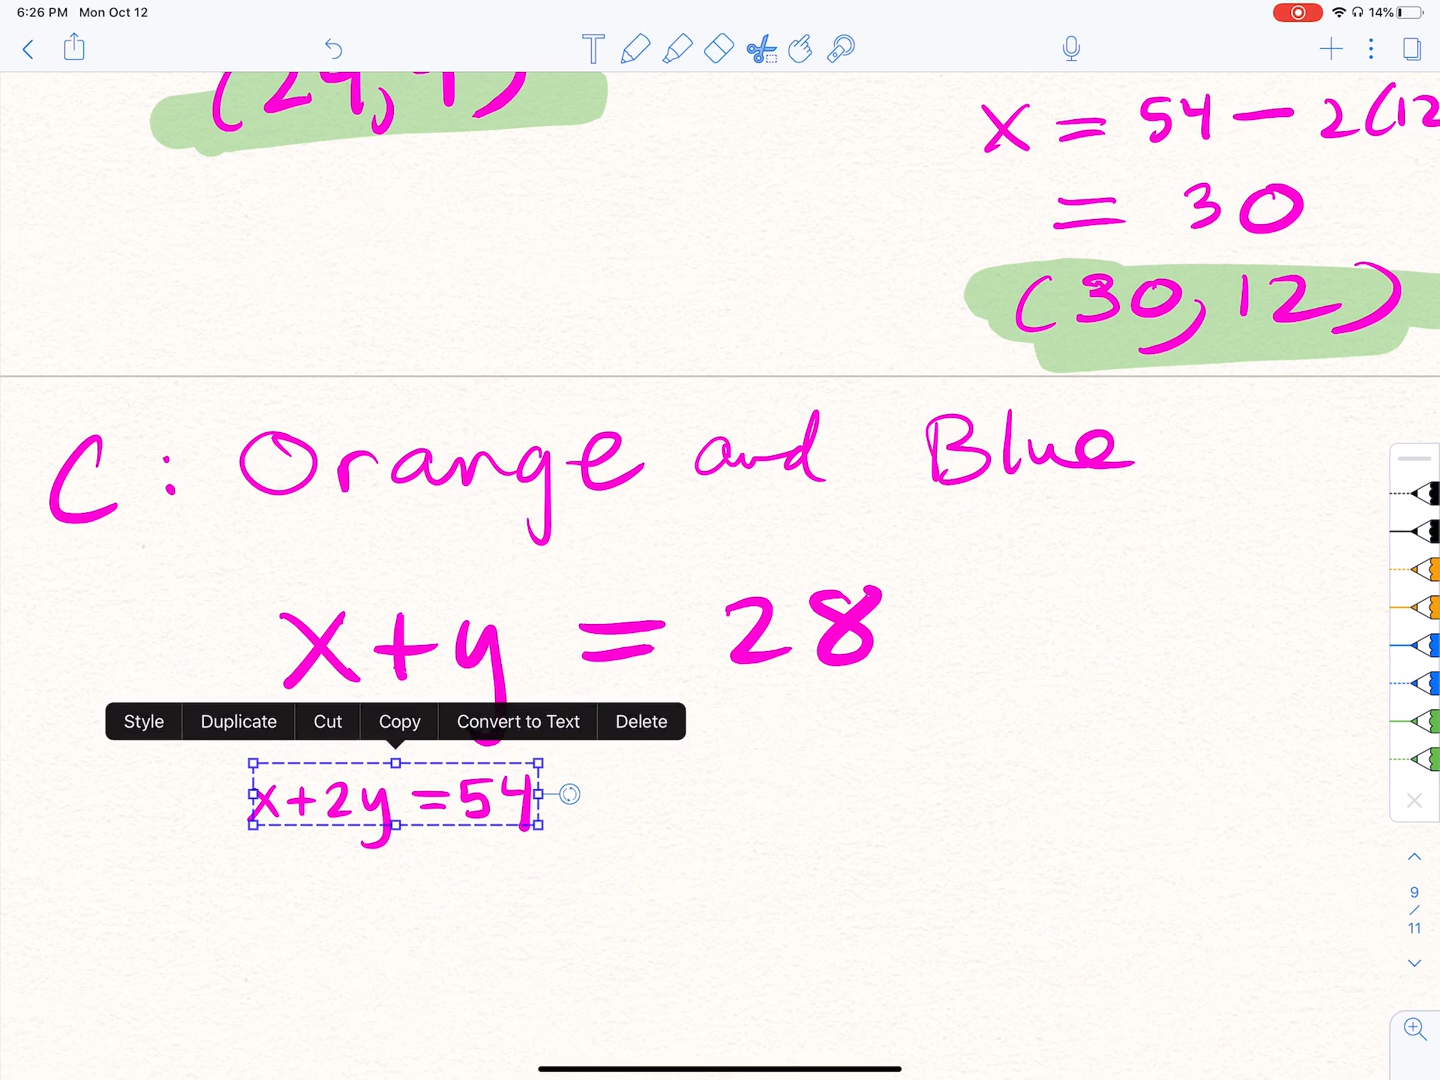 6:26 PM Mon Oct 12
14%
x = 54 - 2(12
= 30
(30, 12)
C: Orange and Blue
x+y = 28
Style Duplicate Cut Copy Convert to Text Delete
x+2y=54
9
/
11